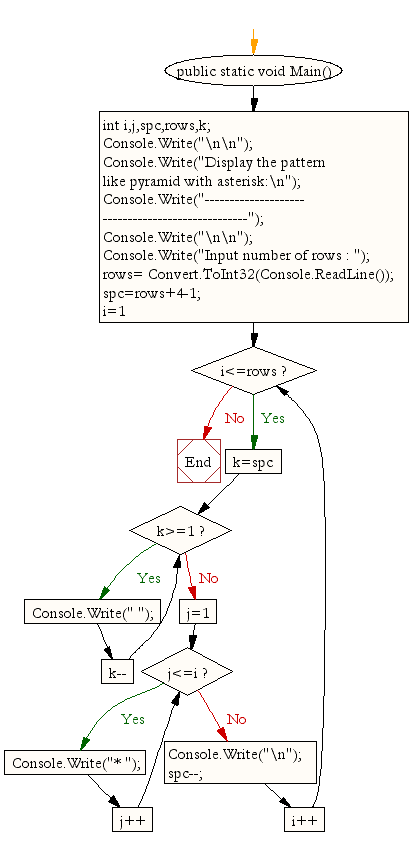 public static void Main()
int i,j,spc,rows,k;
Console.Write("\n\n");
Console.Write("Display the pattern
like pyramid with asterisk:\n");
Console.Write("--------------------
-----------------------------");
Console.Write("\n\n");
Console.Write("Input number of rows : ");
rows= Convert.ToInt32(Console.ReadLine());
spc=rows+4-1;
i=1
i<=rows ?
No
Yes
End
k=spc
k>=1 ?
Yes
No
Console.Write(" ");
j=1
k--
j<=i ?
Yes
No
Console.Write("* ");
Console.Write("\n");
spc--;
j++
i++